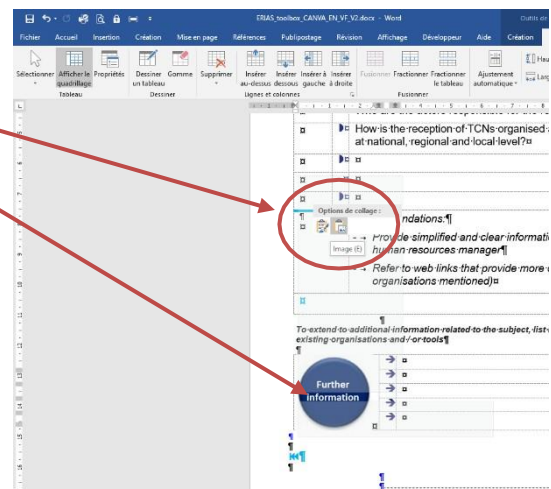 ERIAS_toolbox_CANVA_EN_VF_V2.docx - Word
Outils de
Fichier Accueil Insertion Création Mise en page Références Publipostage Révision Affichage Développeur Aide Création
Sélectionner Afficher le quadrillage Propriétés Dessiner un tableau Gomme Supprimer Insérer au-dessus Insérer dessous Insérer à gauche Insérer à droite Fusionner Fractionner Fractionner le tableau Ajustement automatique
Tableau Dessiner Lignes et colonnes Fusionner
How is the reception of TCNs organised
at national, regional and local level?
Options de collage :
ndations:¶
Image (E)
Provide simplified and clear informati
human resources manager¶
Refer to web links that provide more
organisations mentioned)
To extend to additional information related to the subject, list
existing organisations and / or tools¶
Further
information